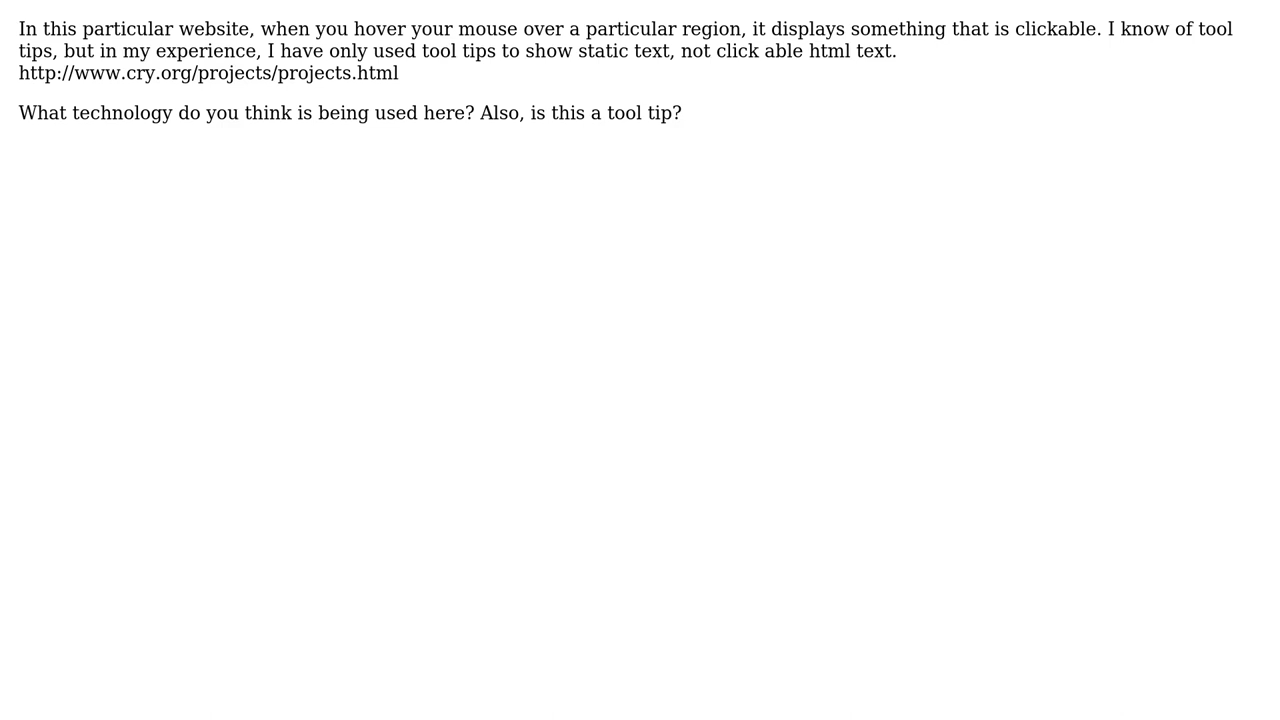 In this particular website, when you hover your mouse over a particular region, it displays something that is clickable. I know of tool
tips, but in my experience, I have only used tool tips to show static text, not click able html text.
http://www.cry.org/projects/projects.html
What technology do you think is being used here? Also, is this a tool tip?